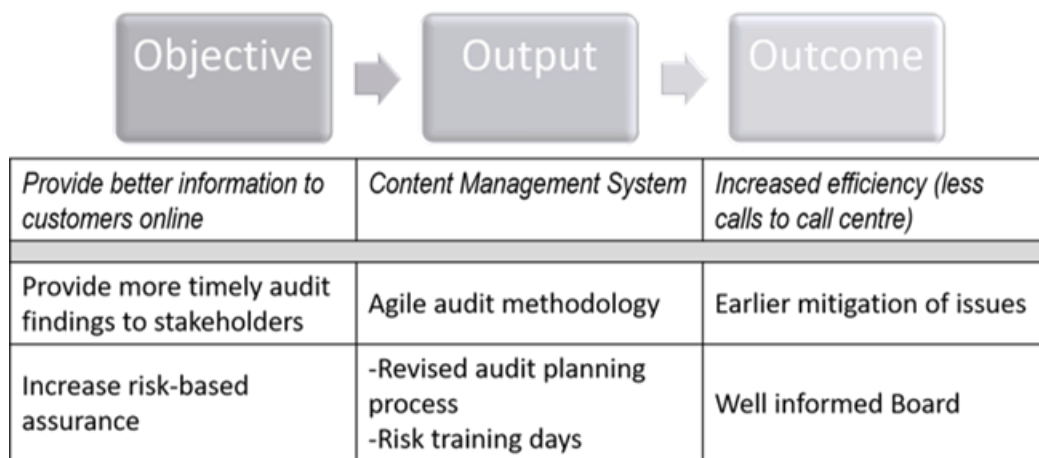 Objective
Output
Outcome
Provide better information to
customers online
Content Management System
Increased efficiency (less
calls to call centre)
Provide more timely audit
findings to stakeholders
Agile audit methodology
Earlier mitigation of issues
Increase risk-based
assurance
-Revised audit planning
process
-Risk training days
Well informed Board